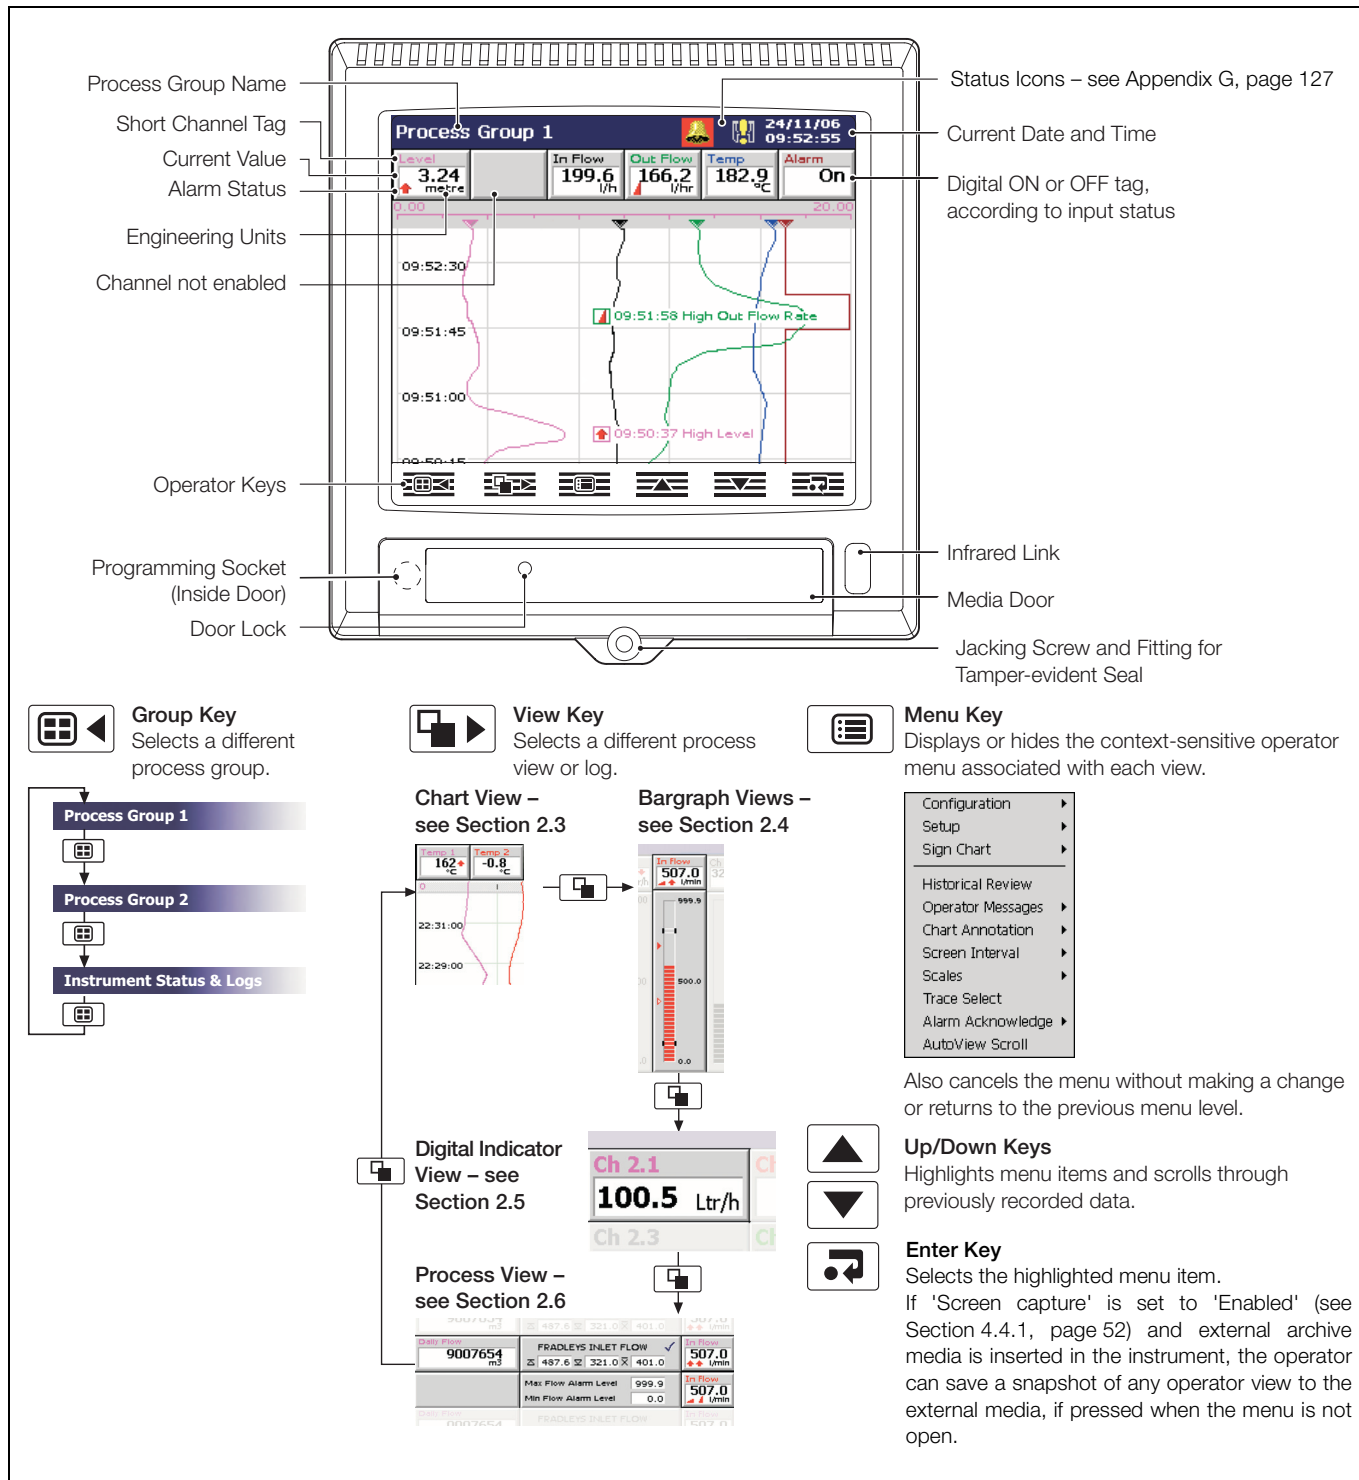 Process Group Name
Short Channel Tag
Current Value
Alarm Status
Engineering Units
Channel not enabled
Operator Keys
Programming Socket
(Inside Door)
Door Lock
Status Icons – see Appendix G, page 127
Current Date and Time
Digital ON or OFF tag,
according to input status
Infrared Link
Media Door
Jacking Screw and Fitting for
Tamper-evident Seal
Process Group 1
24/11/06
09:52:55
Level
3.24
metre
In Flow
199.6
l/h
Out Flow
166.2
l/hr
Temp
182.9
°C
Alarm
On
0.00
20.00
09:52:30
09:51:58 High Out Flow Rate
09:51:45
09:51:00
09:50:37 High Level
09:50:15
Group Key
Selects a different
process group.
Process Group 1
Process Group 2
Instrument Status & Logs
View Key
Selects a different process
view or log.
Chart View –
see Section 2.3
Temp 1
162
°C
Temp 2
-0.8
°C
0
22:31:00
22:29:00
Bargraph Views –
see Section 2.4
In Flow
507.0
l/min
999.9
500.0
0.0
Digital Indicator
View – see
Section 2.5
Ch 2.1
100.5 Ltr/h
Ch 2.3
Process View –
see Section 2.6
Daily Flow
9007654
m3
FRADLEYS INLET FLOW
487.6 321.0 401.0
In Flow
507.0
l/min
Max Flow Alarm Level 999.9
Min Flow Alarm Level 0.0
In Flow
507.0
l/min
FRADLEYS INLET FLOW
Menu Key
Displays or hides the context-sensitive operator
menu associated with each view.
Configuration
Setup
Sign Chart
Historical Review
Operator Messages
Chart Annotation
Screen Interval
Scales
Trace Select
Alarm Acknowledge
AutoView Scroll
Also cancels the menu without making a change
or returns to the previous menu level.
Up/Down Keys
Highlights menu items and scrolls through
previously recorded data.
Enter Key
Selects the highlighted menu item.
If 'Screen capture' is set to 'Enabled' (see
Section 4.4.1, page 52) and external archive
media is inserted in the instrument, the operator
can save a snapshot of any operator view to the
external media, if pressed when the menu is not
open.